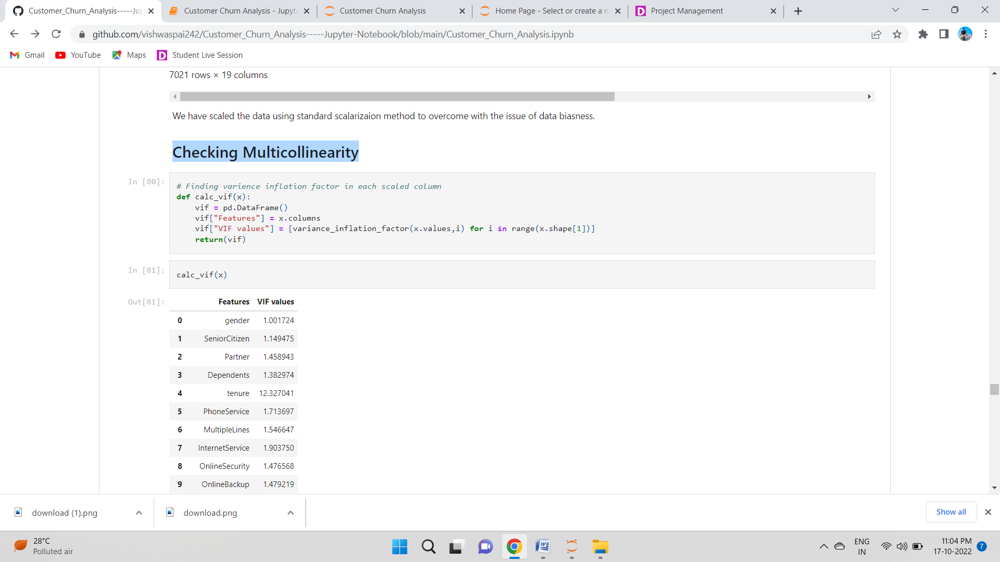 Customer_Churn_Analysis-----Ju
Customer Churn Analysis - Jupyte
Customer Churn Analysis
Home Page - Select or create a n
D Project Management
github.com/vishwaspai242/Customer_Churn_Analysis-----Jupyter-Notebook/blob/main/Customer_Churn_Analysis.ipynb
Gmail YouTube Maps D Student Live Session
7021 rows × 19 columns
We have scaled the data using standard scalarizaion method to overcome with the issue of data biasness.
Checking Multicollinearity
In [80]:
# Finding varience inflation factor in each scaled column
def calc_vif(x):
    vif = pd.DataFrame()
    vif["Features"] = x.columns
    vif["VIF values"] = [variance_inflation_factor(x.values,i) for i in range(x.shape[1])]
    return(vif)
In [81]:
calc_vif(x)
Out[81]:
Features VIF values
0 gender 1.001724
1 SeniorCitizen 1.149475
2 Partner 1.458943
3 Dependents 1.382974
4 tenure 12.327041
5 PhoneService 1.713697
6 MultipleLines 1.546647
7 InternetService 1.903750
8 OnlineSecurity 1.476568
9 OnlineBackup 1.479219
download (1).png
download.png
Show all
28°C
Polluted air
ENG
IN
11:04 PM
17-10-2022
7